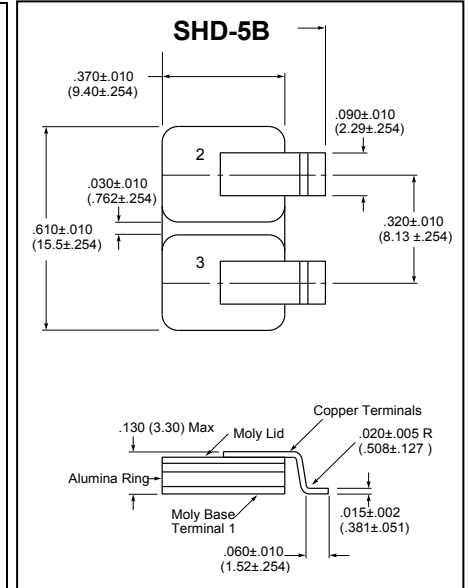 SHD-5B
.370±.010
(9.40±.254)
.090±.010
(2.29±.254)
2
.030±.010
(.762±.254)
.320±.010
(8.13 ±.254)
.610±.010
(15.5±.254)
3
Copper Terminals
.130 (3.30) Max
Moly Lid
.020±.005 R
(.508±.127 )
Alumina Ring
Moly Base
Terminal 1
.015±.002
(.381±.051)
.060±.010
(1.52±.254)